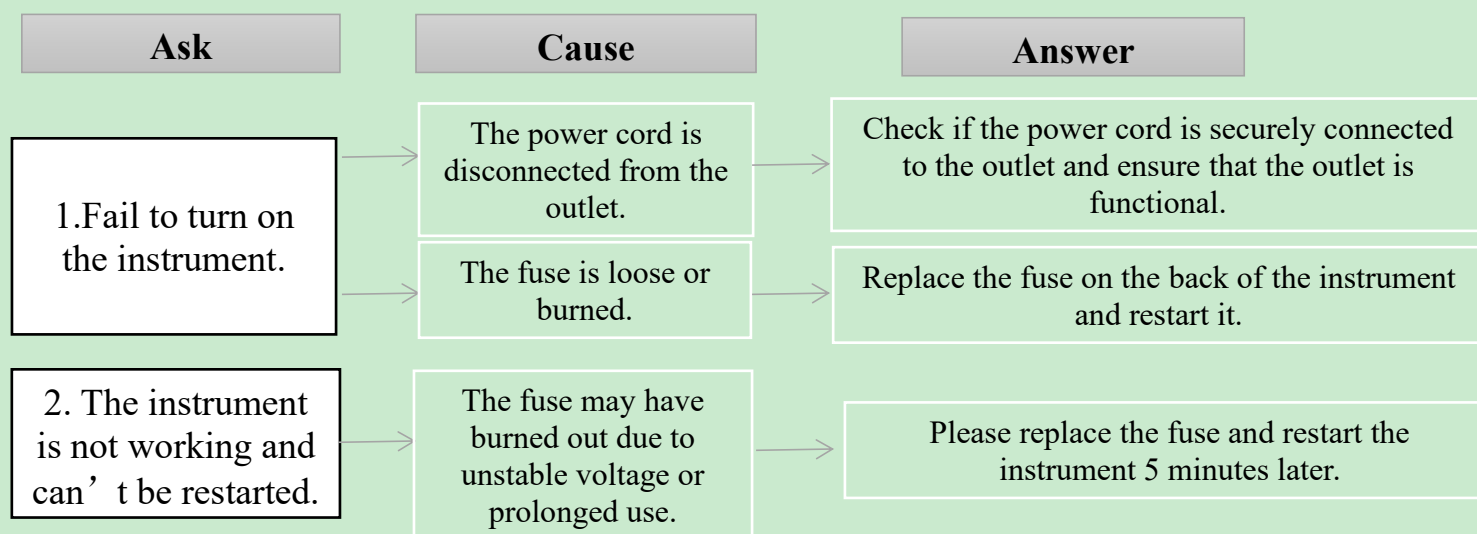 Ask
Cause
Answer
1.Fail to turn on
the instrument.
The power cord is
disconnected from the
outlet.
Check if the power cord is securely connected
to the outlet and ensure that the outlet is
functional.
The fuse is loose or
burned.
Replace the fuse on the back of the instrument
and restart it.
2. The instrument
is not working and
can’ t be restarted.
The fuse may have
burned out due to
unstable voltage or
prolonged use.
Please replace the fuse and restart the
instrument 5 minutes later.